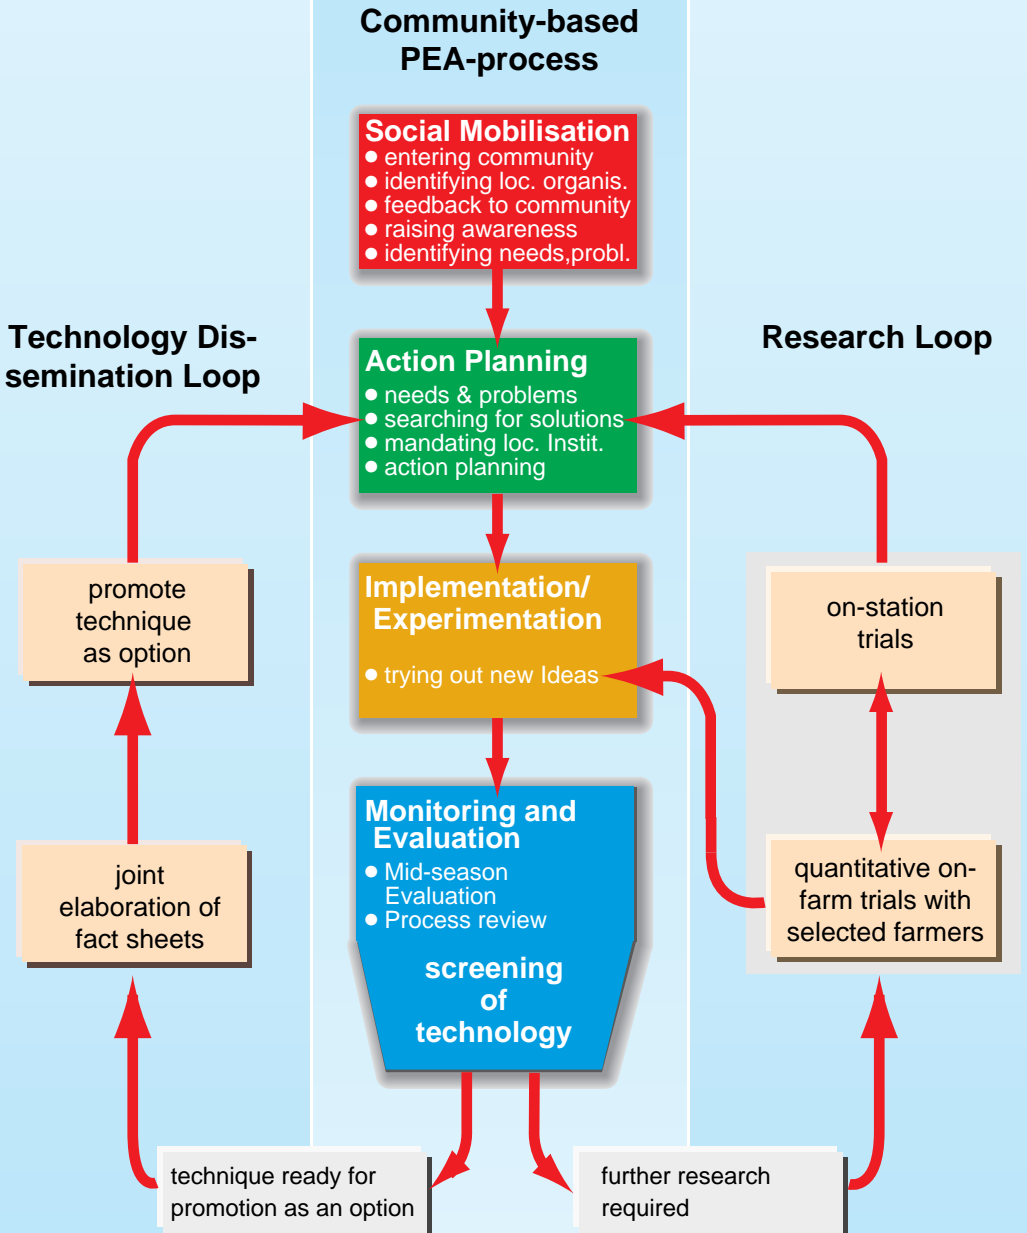 Community-based
PEA-process
Social Mobilisation
● entering community
● identifying loc. organis.
● feedback to community
● raising awareness
● identifying needs,probl.
Technology Dis-
semination Loop
Research Loop
Action Planning
● needs & problems
● searching for solutions
● mandating loc. Instit.
● action planning
promote
technique
as option
Implementation/
Experimentation
● trying out new Ideas
on-station
trials
joint
elaboration of
fact sheets
Monitoring and
Evaluation
● Mid-season
Evaluation
● Process review
screening
of
technology
quantitative on-
farm trials with
selected farmers
technique ready for
promotion as an option
further research
required